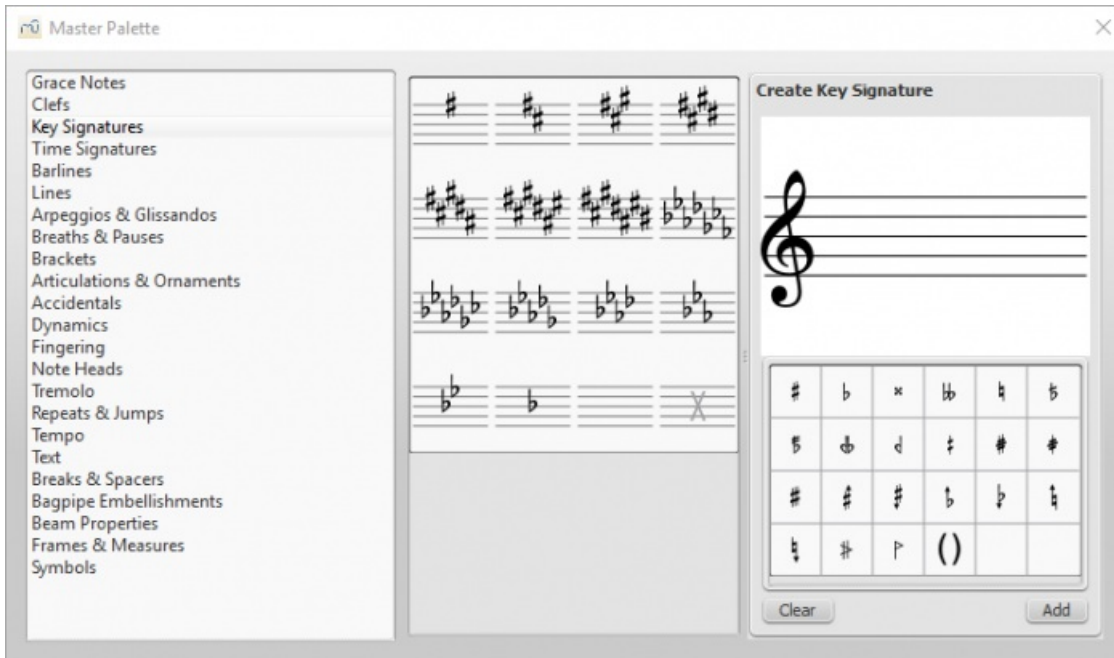 Master Palette
Grace Notes
Clefs
Key Signatures
Time Signatures
Barlines
Lines
Arpeggios & Glissandos
Breaths & Pauses
Brackets
Articulations & Ornaments
Accidentals
Dynamics
Fingering
Note Heads
Tremolo
Repeats & Jumps
Tempo
Text
Breaks & Spacers
Bagpipe Embellishments
Beam Properties
Frames & Measures
Symbols
Create Key Signature
Clear
Add